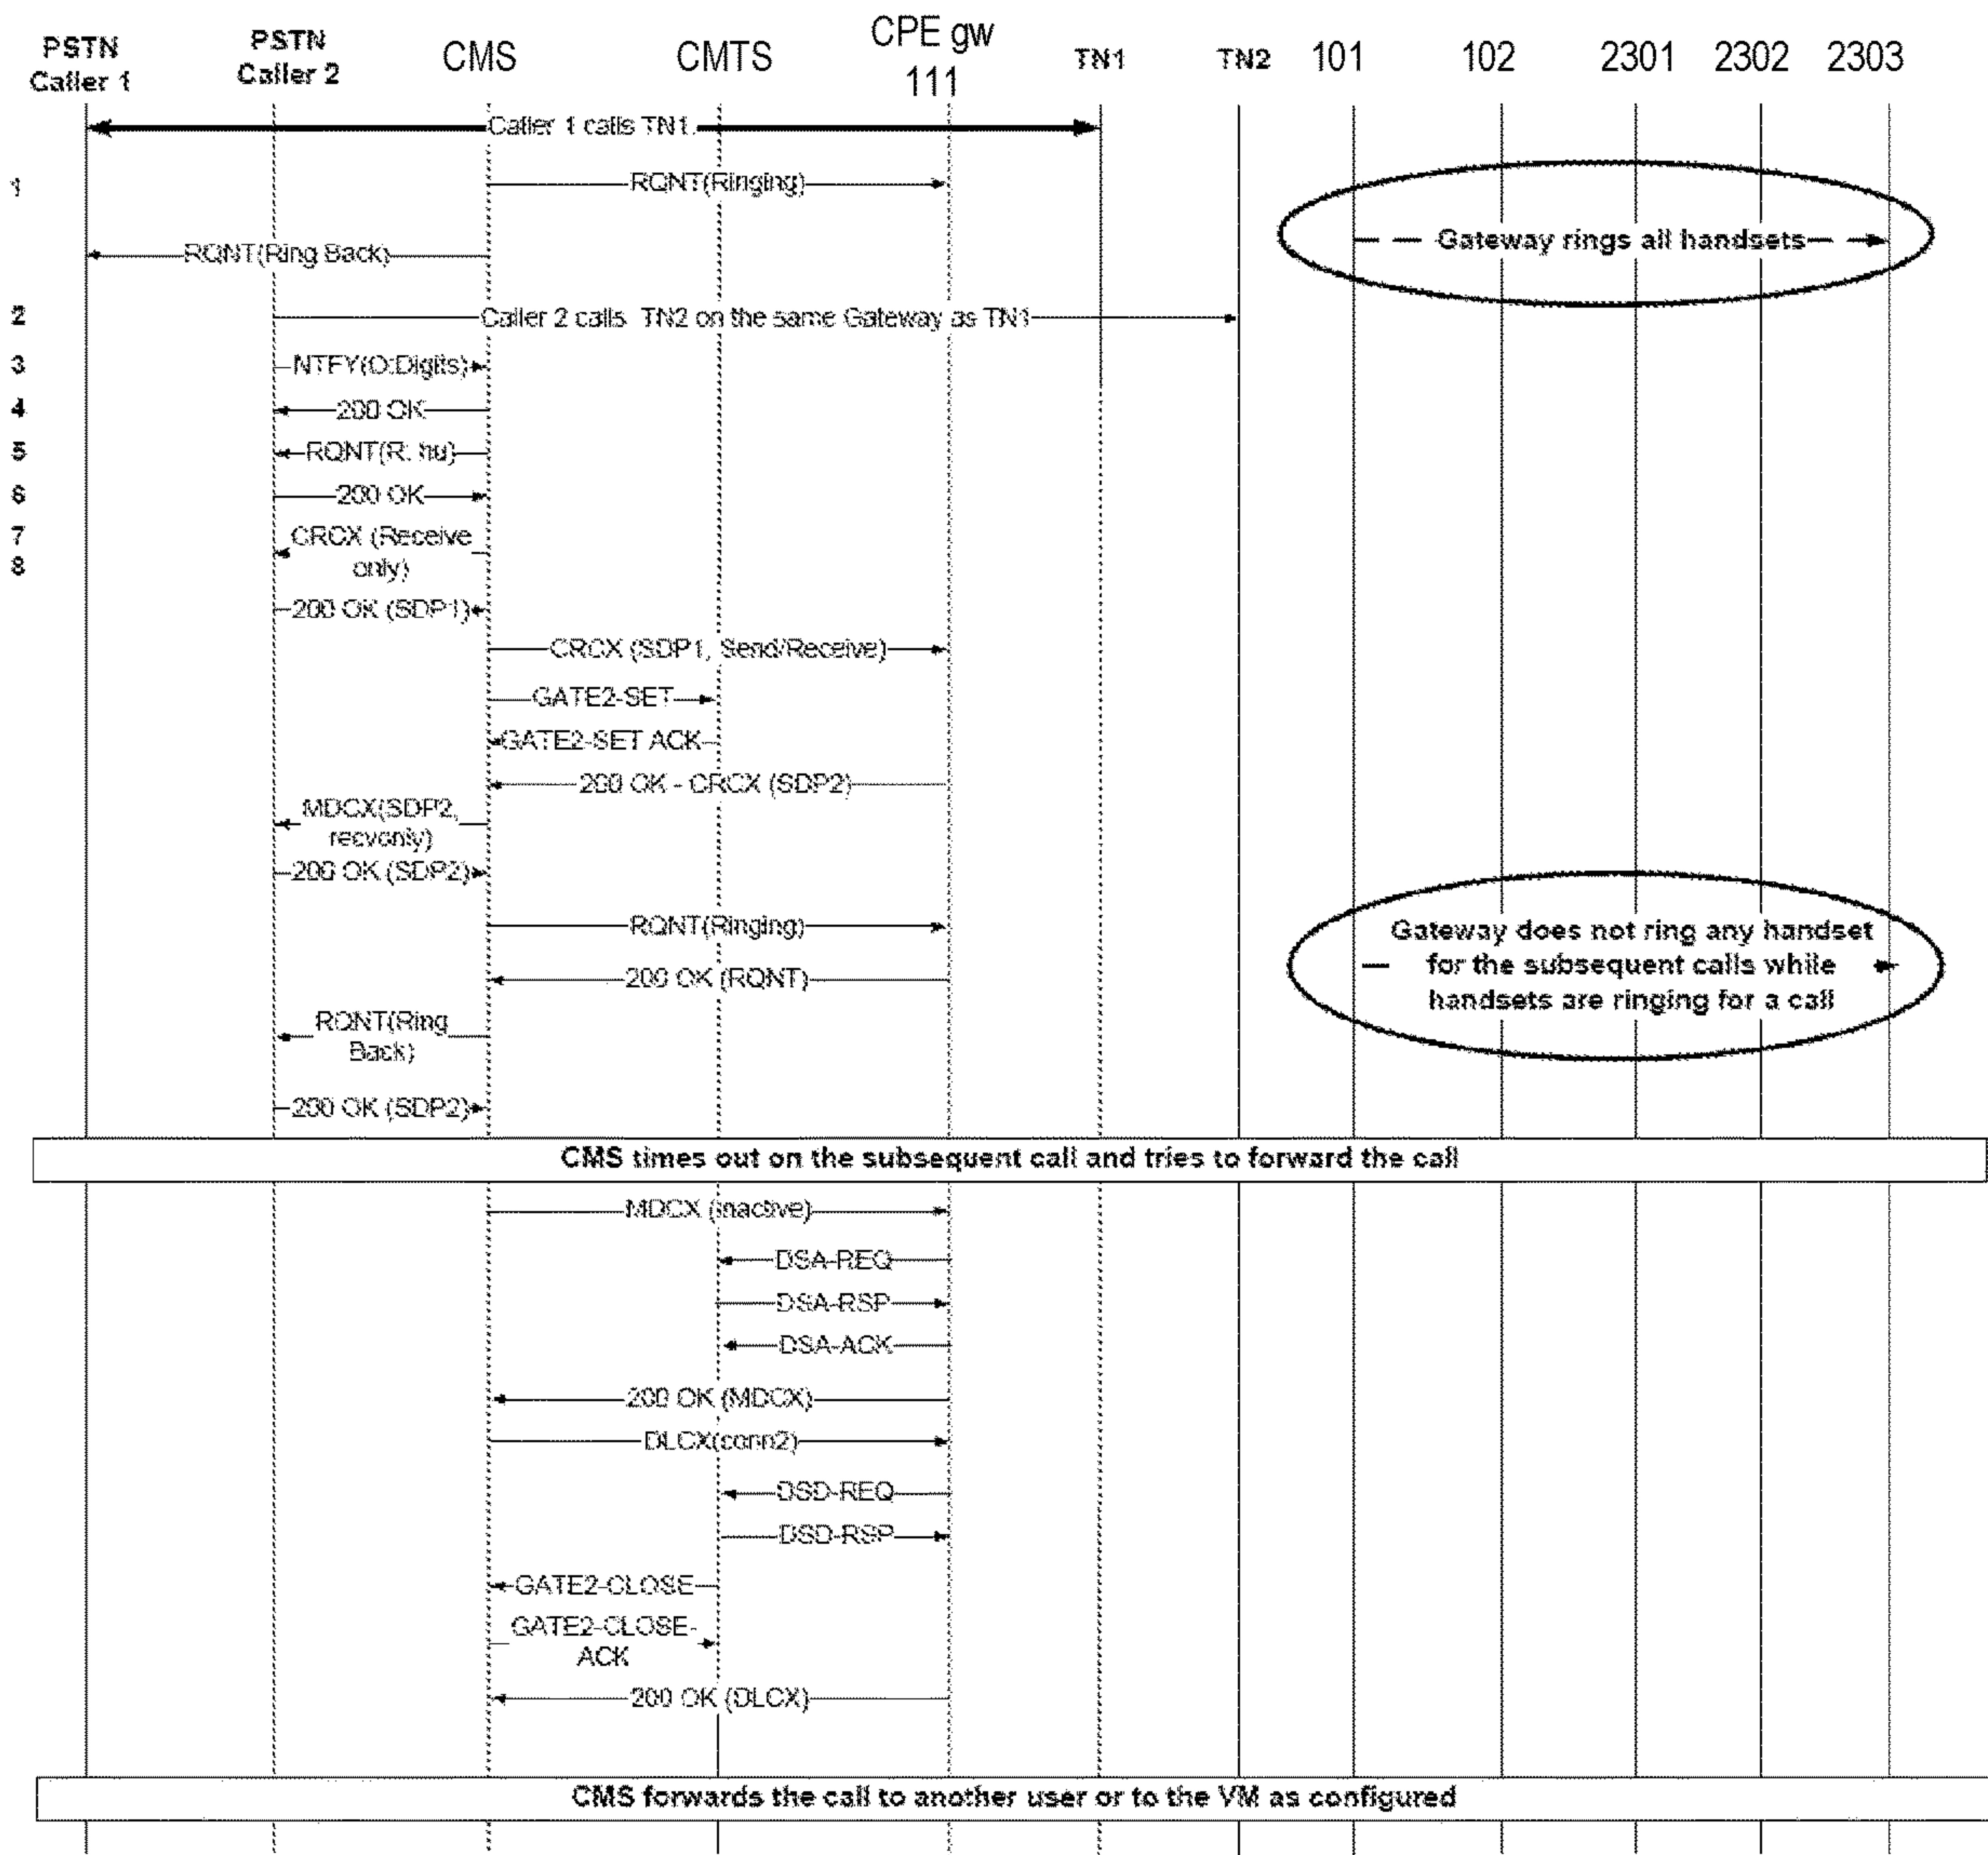 PSTN
Caller 1
PSTN
Caller 2
CMS
CMTS
CPE gw
111
TN1
TN2
101
102
2301
2302
2303
Caller 1 calls TN1.
1
RQNT(Ringing)
Gateway rings all handsets
RQNT(Ring Back)
2
Caller 2 calls TN2 on the same Gateway as TN1
3
NTFY(O:Digits)
4
200 OK
5
RQNT(R: hu)
6
200 OK
7
CRCX (Receive
only)
8
200 OK (SDP1)
CRCX (SDP1, Send/Receive)
GATE2-SET
GATE2-SET ACK
200 OK - CRCX (SDP2)
MDCX(SDP2,
recvonly)
200 OK (SDP2)
RQNT(Ringing)
Gateway does not ring any handset
for the subsequent calls while
handsets are ringing for a call
200 OK (RQNT)
RQNT(Ring
Back)
200 OK (SDP2)
CMS times out on the subsequent call and tries to forward the call
MDCX (inactive)
DSA-REQ
DSA-RSP
DSA-ACK
200 OK (MDCX)
DLCX(conn2)
DSD-REQ
DSD-RSP
GATE2-CLOSE
GATE2-CLOSE-
ACK
200 OK (DLCX)
CMS forwards the call to another user or to the VM as configured